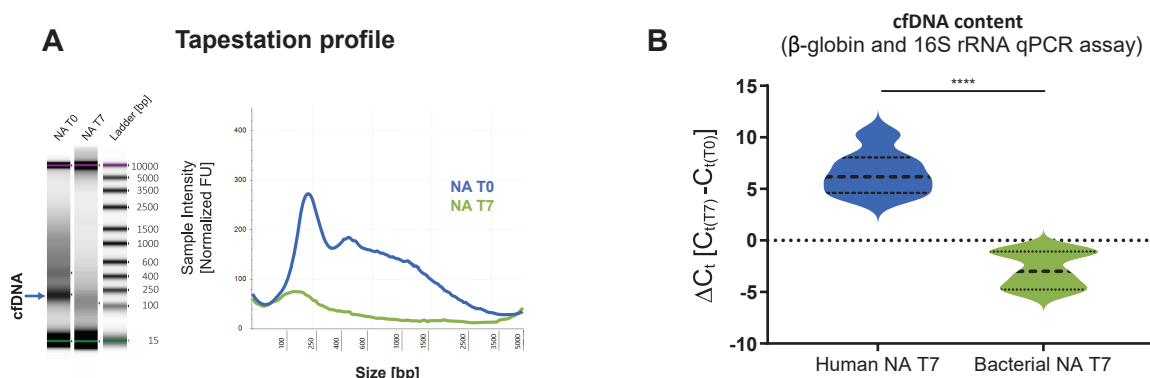 A
Tapestation profile
NA T0
NA T7
Ladder [bp]
10000
5000
3500
2500
1500
1000
600
400
250
100
15
cfDNA
Sample Intensity
[Normalized FU]
400
300
200
100
0
NA T0
NA T7
100
250
400
600
1000
1500
2500
3500
5000
Size [bp]
B
cfDNA content
(β-globin and 16S rRNA qPCR assay)
****
ΔCt [Ct(T7) -Ct(T0)]
15
10
5
0
-5
-10
Human NA T7
Bacterial NA T7